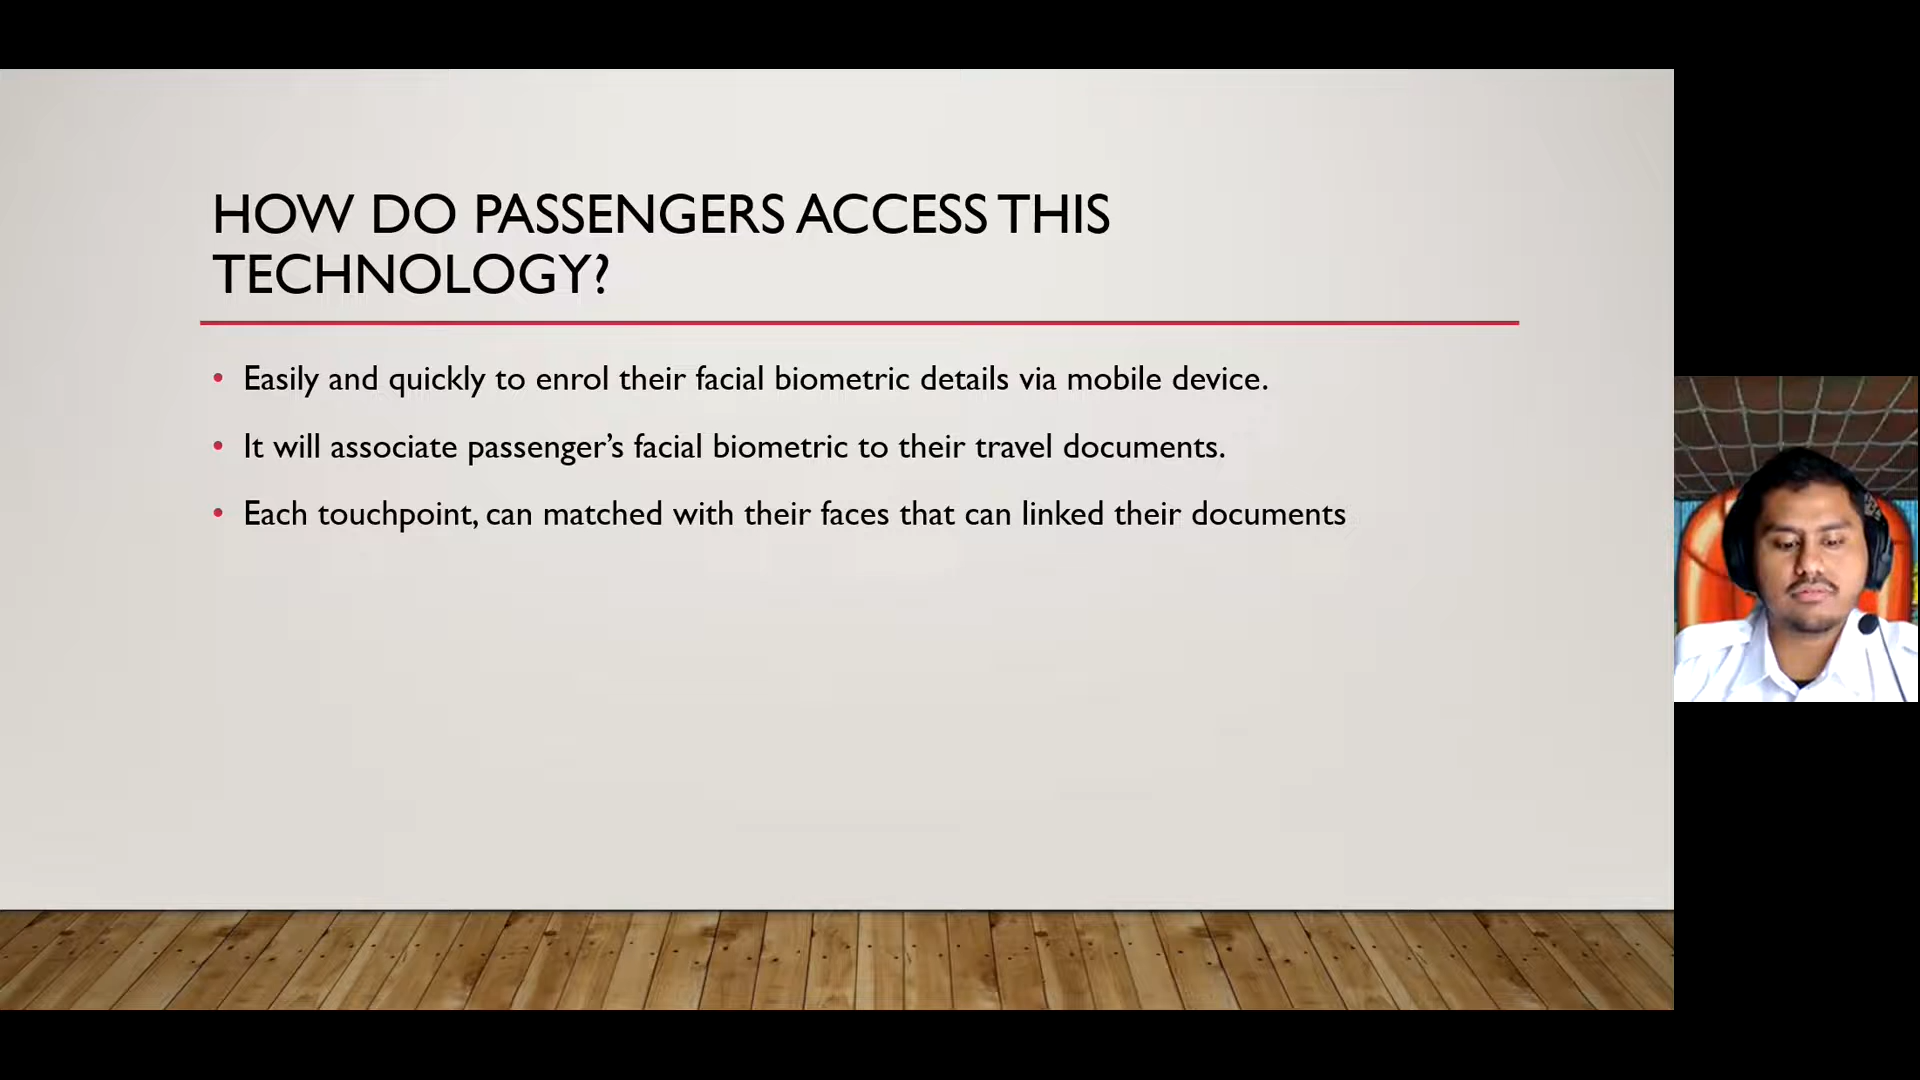 HOW DO PASSENGERS ACCESS THIS
TECHNOLOGY?
• Easily and quickly to enrol their facial biometric details via mobile device.
• It will associate passenger’s facial biometric to their travel documents.
• Each touchpoint, can matched with their faces that can linked their documents